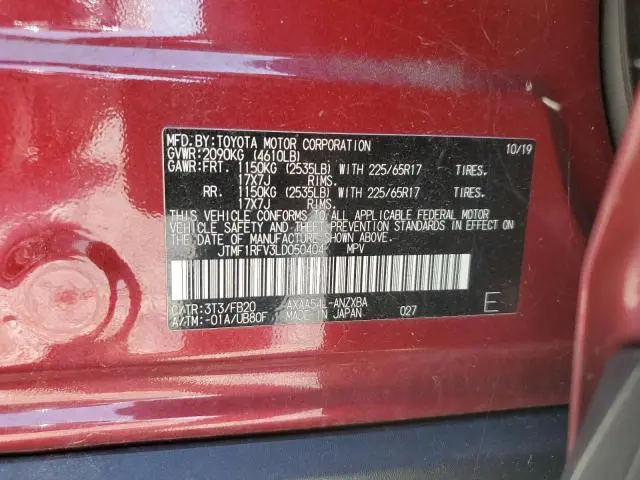 MFD.BY:TOYOTA MOTOR CORPORATION 10/19
GVWR:2090KG (4610LB)
GAWR:FRT. 1150KG (2535LB) WITH 225/65R17 TIRES.
17X7J RIMS.
RR. 1150KG (2535LB) WITH 225/65R17 TIRES.
17X7J RIMS.
THIS VEHICLE CONFORMS TO ALL APPLICABLE FEDERAL MOTOR
VEHICLE SAFETY AND THEFT PREVENTION STANDARDS IN EFFECT
ON THE DATE OF MANUFACTURE SHOWN ABOVE.
JTMF1RFV3LD050404 MPV
C/TR:3T3/FB20 AXAA54L-ANZXBA
A/TM:-01A/UB80F MADE IN JAPAN 027 E